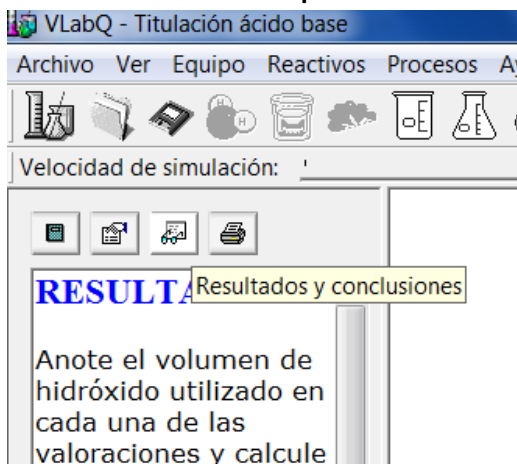 VLabQ - Titulación ácido base
Archivo Ver Equipo Reactivos Procesos
Velocidad de simulación:
Resultados y conclusiones
RESULTA
Anote el volumen de
hidróxido utilizado en
cada una de las
valoraciones y calcule